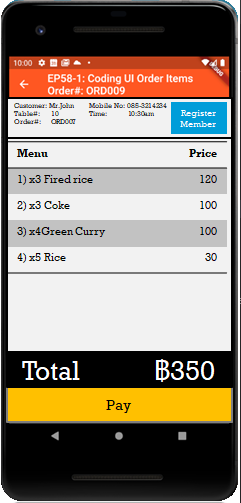 10:00
EP58-1: Coding UI Order Items
Order#: ORD009
Customer: Mr.John Mobile No: 085-3214234
Table#: 10 Time: 10:30am
Order#: ORD007
Register
Member
Menu Price
1) x3 Fired rice 120
2) x3 Coke 100
3) x4Green Curry 100
4) x5 Rice 30
Total ฿350
Pay